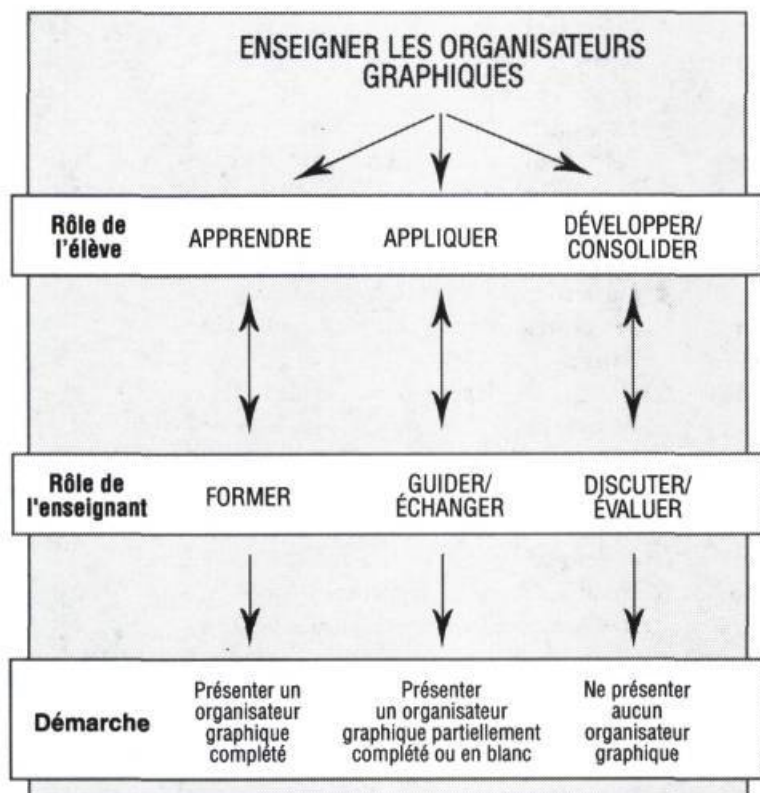 ENSEIGNER LES ORGANISATEURS
GRAPHIQUES
Rôle de
l'élève
APPRENDRE
APPLIQUER
DÉVELOPPER/
CONSOLIDER
Rôle de
l'enseignant
FORMER
GUIDER/
ÉCHANGER
DISCUTER/
ÉVALUER
Démarche
Présenter un
organisateur
graphique
complété
Présenter
un organisateur
graphique partiellement
complété ou en blanc
Ne présenter
aucun
organisateur
graphique